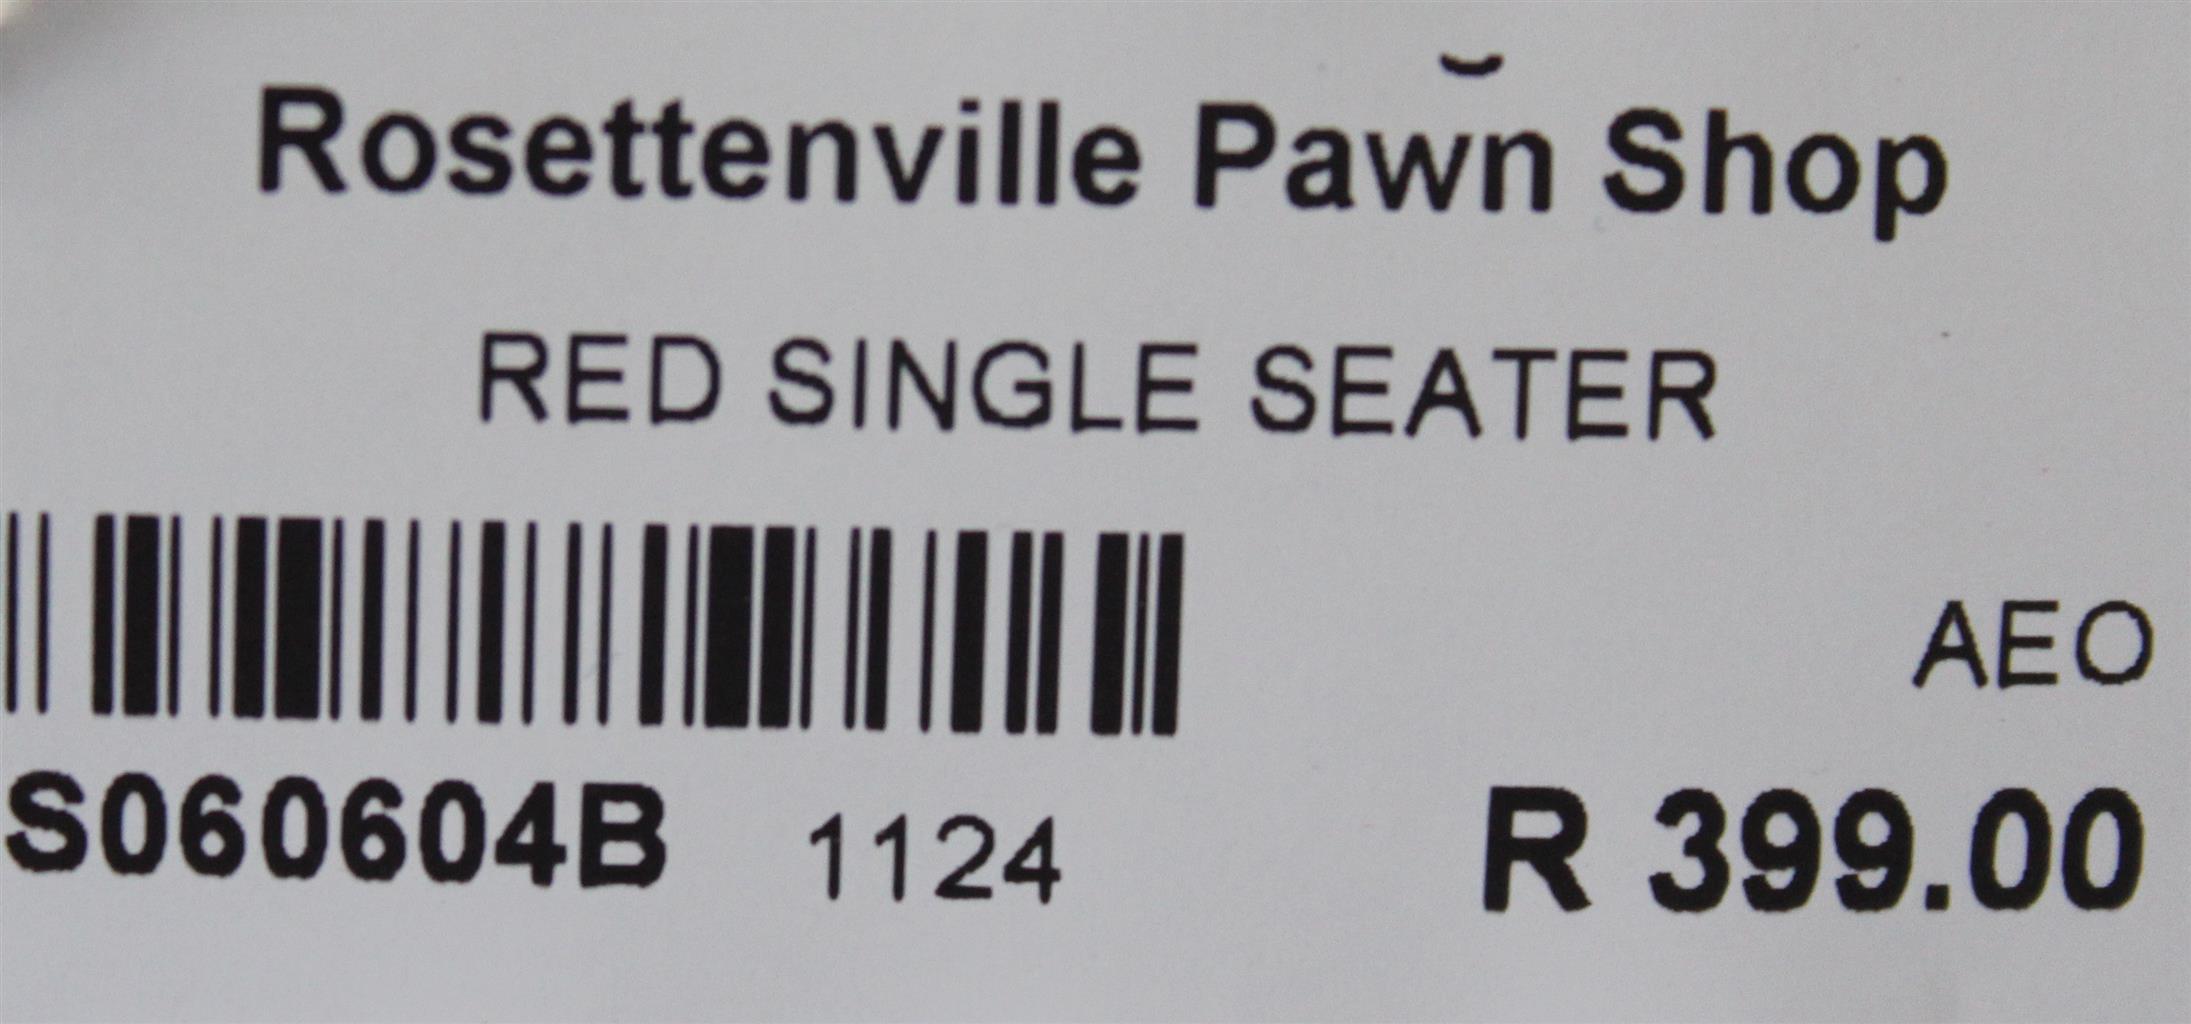 Rosettenville Pawn Shop
RED SINGLE SEATER
AEO
S060604B 1124 R 399.00